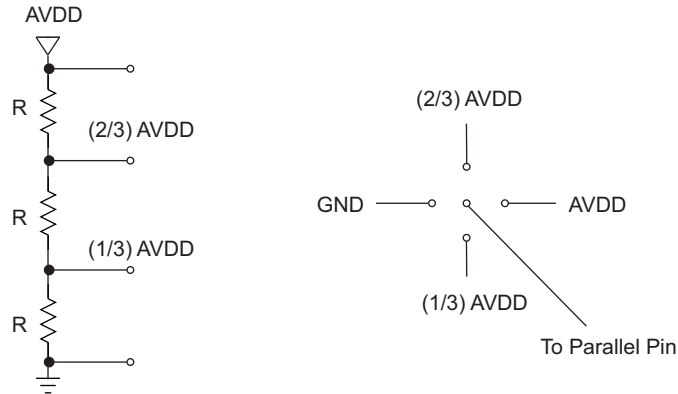 AVDD
R
(2/3) AVDD
R
(1/3) AVDD
R
(2/3) AVDD
GND
AVDD
(1/3) AVDD
To Parallel Pin